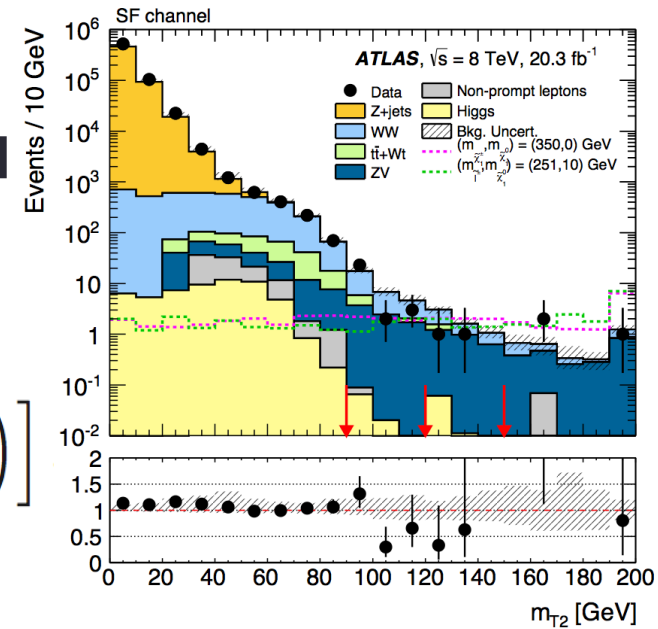 SF channel
ATLAS, √s = 8 TeV, 20.3 fb⁻¹
Data
Z+jets
WW
tt̄+Wt
ZV
Non-prompt leptons
Higgs
Bkg. Uncert.
(m_χ̃₁±, m_χ̃₁⁰) = (350,0) GeV
(m_l̃±, m_χ̃₁⁰) = (251,10) GeV
Events / 10 GeV
10⁶
10⁵
10⁴
10³
10²
10
1
10⁻¹
10⁻²
2
1.5
1
0.5
0
0 20 40 60 80 100 120 140 160 180 200
m_T2 [GeV]
)
]